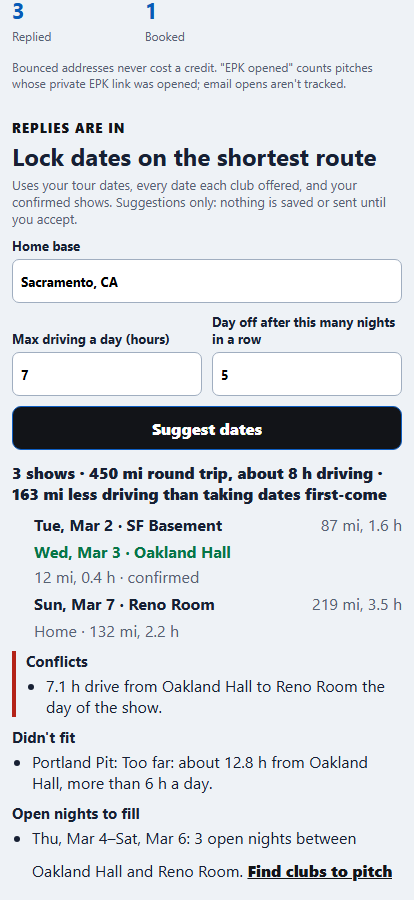 3 1
Replied Booked
Bounced addresses never cost a credit. "EPK opened" counts pitches
whose private EPK link was opened; email opens aren't tracked.
REPLIES ARE IN
Lock dates on the shortest route
Uses your tour dates, every date each club offered, and your
confirmed shows. Suggestions only: nothing is saved or sent until
you accept.
Home base
Sacramento, CA
Max driving a day (hours)
Day off after this many nights
in a row
7 5
Suggest dates
3 shows · 450 mi round trip, about 8 h driving ·
163 mi less driving than taking dates first-come
Tue, Mar 2 · SF Basement 87 mi, 1.6 h
Wed, Mar 3 · Oakland Hall
12 mi, 0.4 h · confirmed
Sun, Mar 7 · Reno Room 219 mi, 3.5 h
Home · 132 mi, 2.2 h
Conflicts
• 7.1 h drive from Oakland Hall to Reno Room the
day of the show.
Didn't fit
• Portland Pit: Too far: about 12.8 h from Oakland
Hall, more than 6 h a day.
Open nights to fill
• Thu, Mar 4–Sat, Mar 6: 3 open nights between
Oakland Hall and Reno Room. Find clubs to pitch